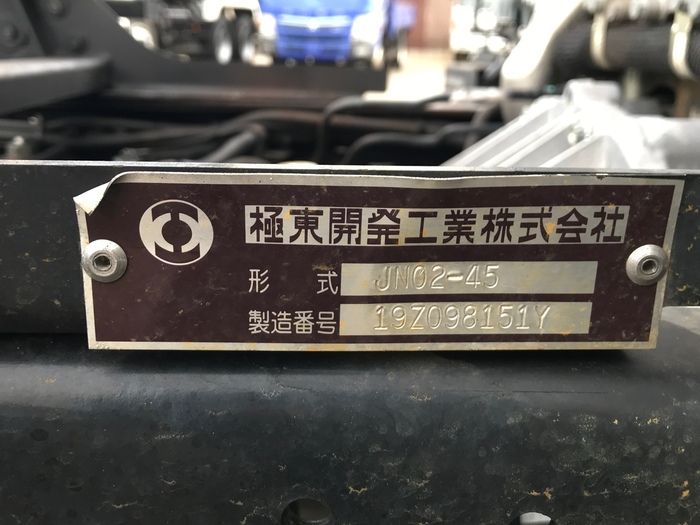 極東開発工業株式会社
形 式 JN02-45
製造番号 19Z098151Y